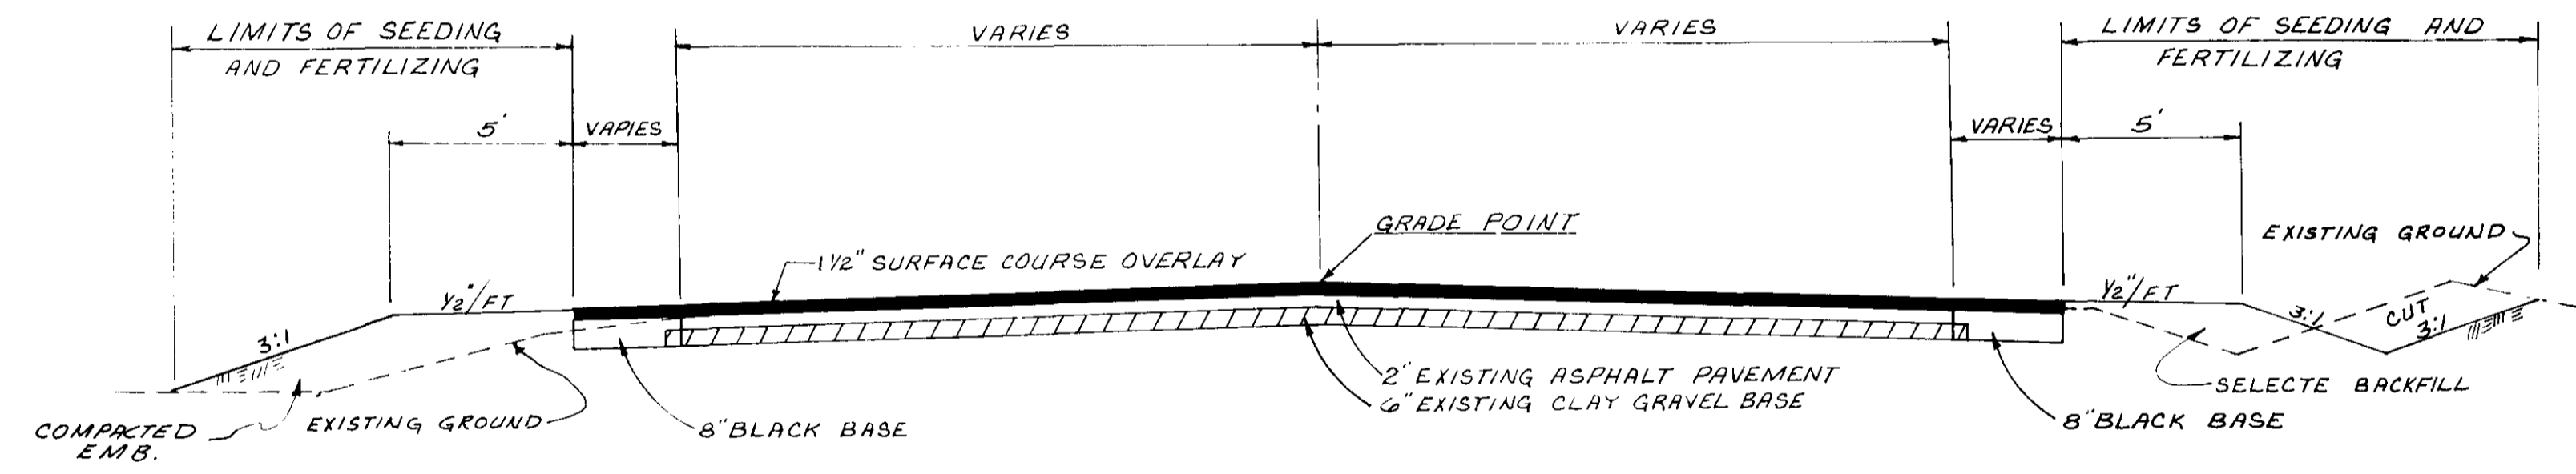 LIMITS OF SEEDING
AND FERTILIZING
VARIES
VARIES
LIMITS OF SEEDING AND
FERTILIZING
5'
VAPIES
VARIES
5'
GRADE POINT
EXISTING GROUND
1 1/2" SURFACE COURSE OVERLAY
1/2"/FT
1/2"/FT
3:1
3:1
CUT
3:1
2" EXISTING ASPHALT PAVEMENT
6" EXISTING CLAY GRAVEL BASE
SELECTE BACKFILL
COMPACTED
EMB.
EXISTING GROUND
8" BLACK BASE
8" BLACK BASE